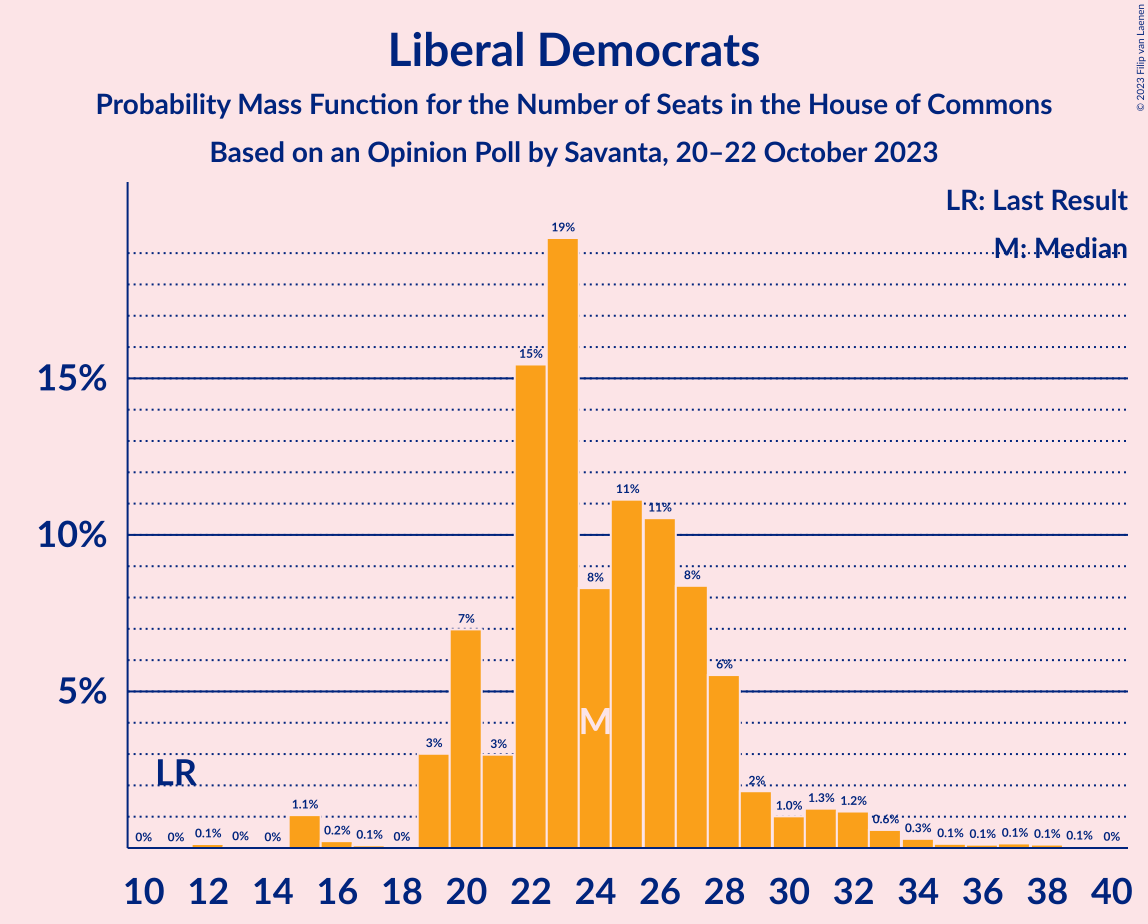 Liberal Democrats
Probability Mass Function for the Number of Seats in the House of Commons
Based on an Opinion Poll by Savanta, 20–22 October 2023
© 2023 Filip van Laenen
LR: Last Result
M: Median
15%
10%
5%
LR
M
0% 0% 0.1% 0% 0% 1.1% 0.2% 0.1% 0% 3% 7% 3% 15% 19% 8% 11% 11% 8% 6% 2% 1.0% 1.3% 1.2% 0.6% 0.3% 0.1% 0.1% 0.1% 0.1% 0.1% 0%
10 12 14 16 18 20 22 24 26 28 30 32 34 36 38 40